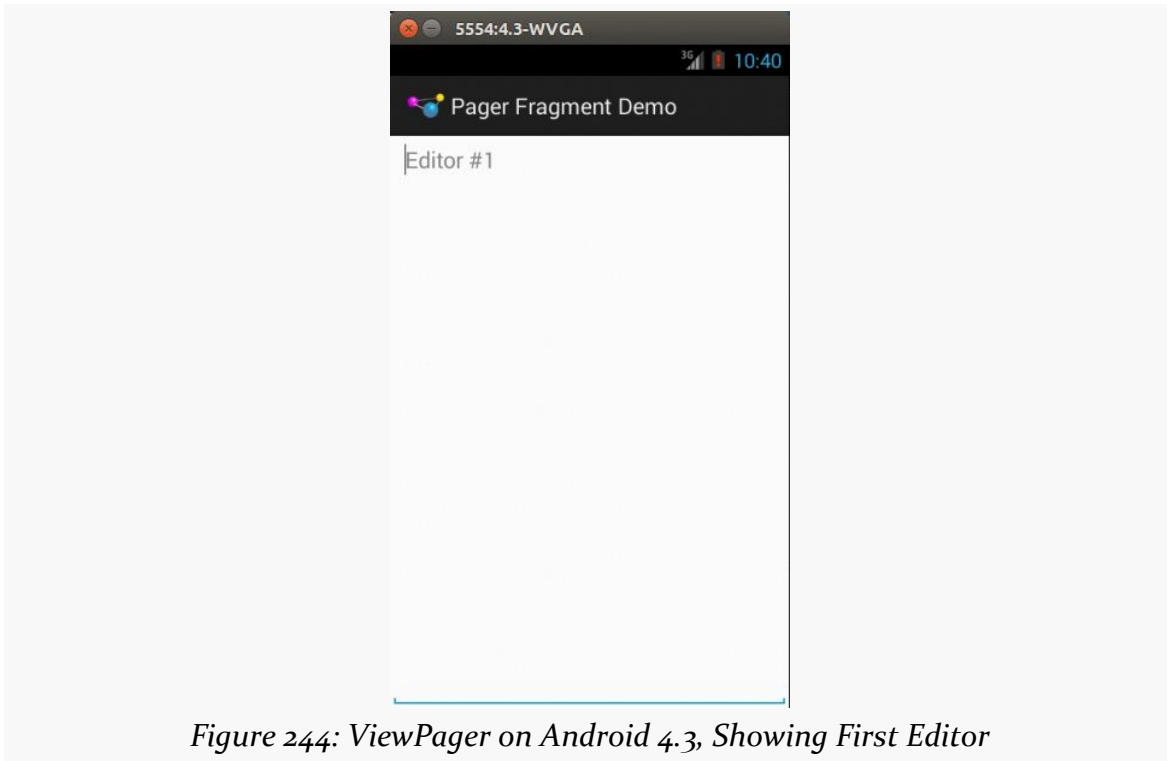 5554:4.3-WVGA
3G 10:40
Pager Fragment Demo
Editor #1
Figure 244: ViewPager on Android 4.3, Showing First Editor